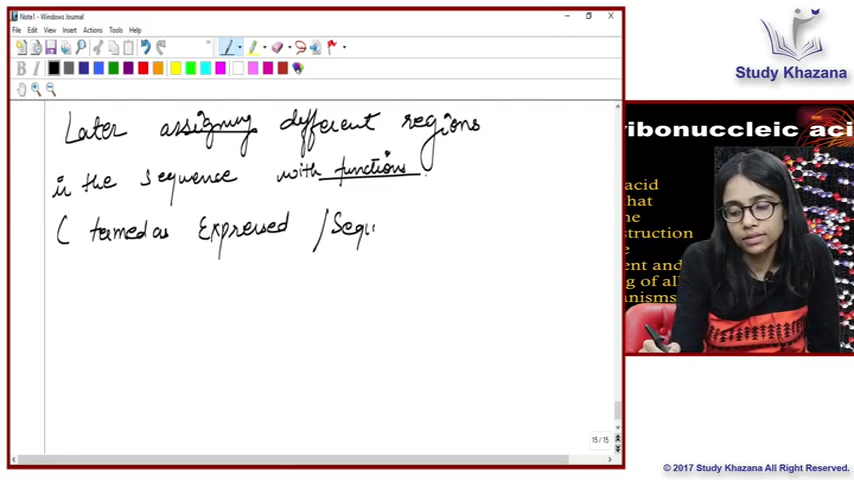 Note1 - Windows Journal
File Edit View Insert Actions Tools Help
Later assigning different regions
in the sequence with functions.
( termed as Expressed /Sequ
15/15
Study Khazana
ribonuccleic aci
acid
hat
ne
struction
e
ent and
g of all
anisms
© 2017 Study Khazana All Right Reserved.